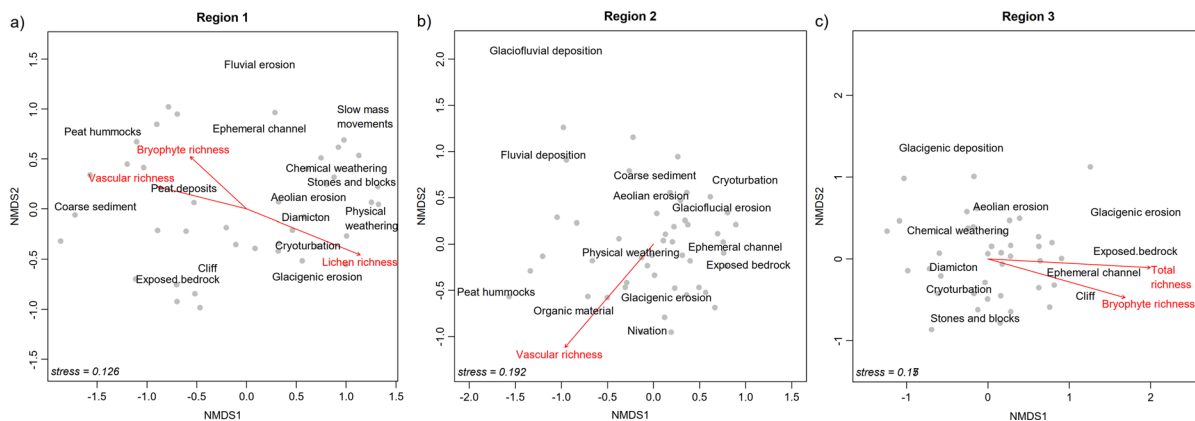 a)
Region 1
1.5
1.0
0.5
0.0
-0.5
-1.0
-1.5
NMDS2
Fluvial erosion
Slow mass
movements
Ephemeral channel
Peat hummocks
Bryophyte richness
Chemical weathering
Vascular richness
Stones and blocks
Peat deposits
Aeolian erosion
Coarse sediment
Diamicton
Physical
weathering
Cryoturbation
Lichen richness
Cliff
Glacigenic erosion
Exposed bedrock
stress = 0.126
-1.5
-1.0
-0.5
0.0
0.5
1.0
1.5
NMDS1
b)
Region 2
2.0
1.5
1.0
0.5
0.0
-0.5
-1.0
NMDS2
Glaciofluvial deposition
Fluvial deposition
Coarse sediment
Cryoturbation
Aeolian erosion
Glacioflucial erosion
Ephemeral channel
Physical weathering
Exposed bedrock
Peat hummocks
Glacigenic erosion
Organic material
Nivation
Vascular richness
stress = 0.192
-2.0
-1.5
-1.0
-0.5
0.0
0.5
1.0
1.5
NMDS1
c)
Region 3
2
1
0
-1
NMDS2
Glacigenic deposition
Aeolian erosion
Glacigenic erosion
Chemical weathering
Exposed.bedrock
Diamicton
Ephemeral channel
Total
richness
Cryoturbation
Cliff
Bryophyte richness
Stones and blocks
stress =
-1
0
1
2
NMDS1